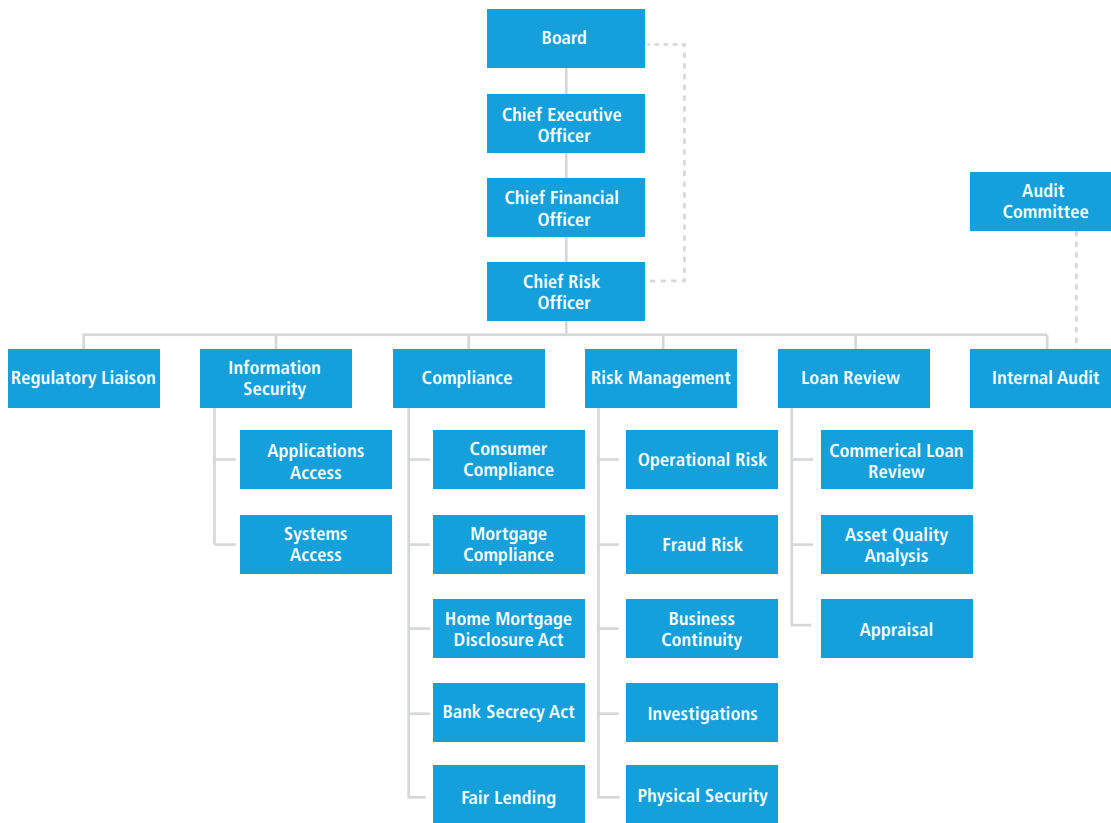 Board
Chief Executive
Officer
Chief Financial
Officer
Audit
Committee
Chief Risk
Officer
Regulatory Liaison
Information
Security
Compliance
Risk Management
Loan Review
Internal Audit
Applications
Access
Consumer
Compliance
Operational Risk
Commerical Loan
Review
Systems
Access
Mortgage
Compliance
Fraud Risk
Asset Quality
Analysis
Home Mortgage
Disclosure Act
Business
Continuity
Appraisal
Bank Secrecy Act
Investigations
Fair Lending
Physical Security